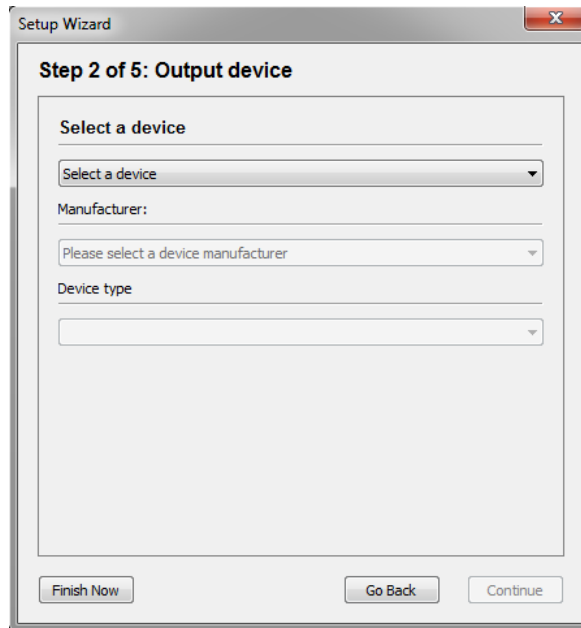 Setup Wizard
Step 2 of 5: Output device
Select a device
Select a device
Manufacturer:
Please select a device manufacturer
Device type
Finish Now Go Back Continue